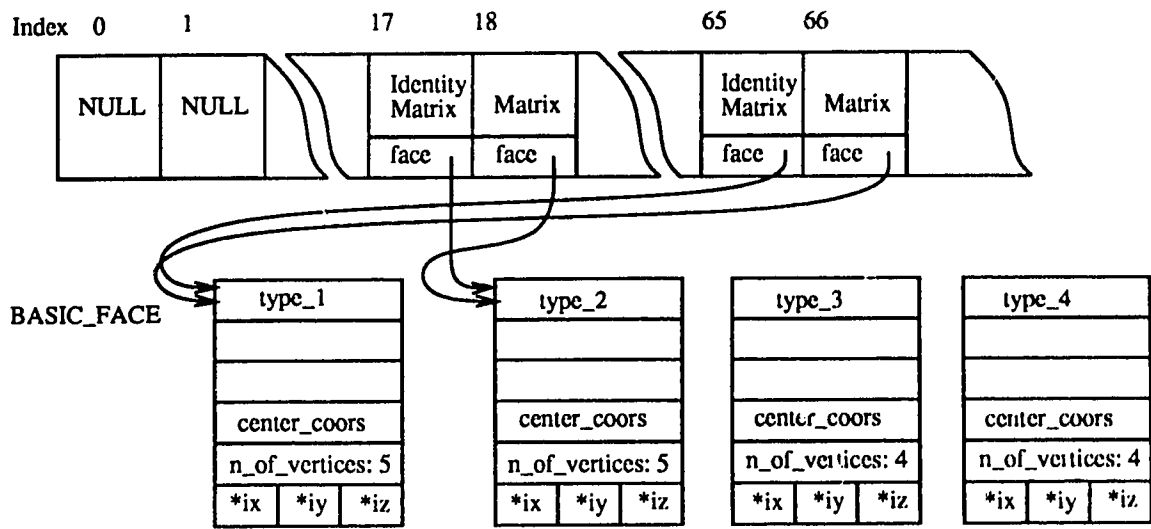 Index 0 1 17 18 65 66
NULL NULL Identity Matrix Matrix Identity Matrix Matrix
face face face face
BASIC_FACE
type_1 type_2 type_3 type_4
center_coors center_coors center_coors center_coors
n_of_vertices: 5 n_of_vertices: 5 n_of_vertices: 4 n_of_vertices: 4
*ix *iy *iz *ix *iy *iz *ix *iy *iz *ix *iy *iz